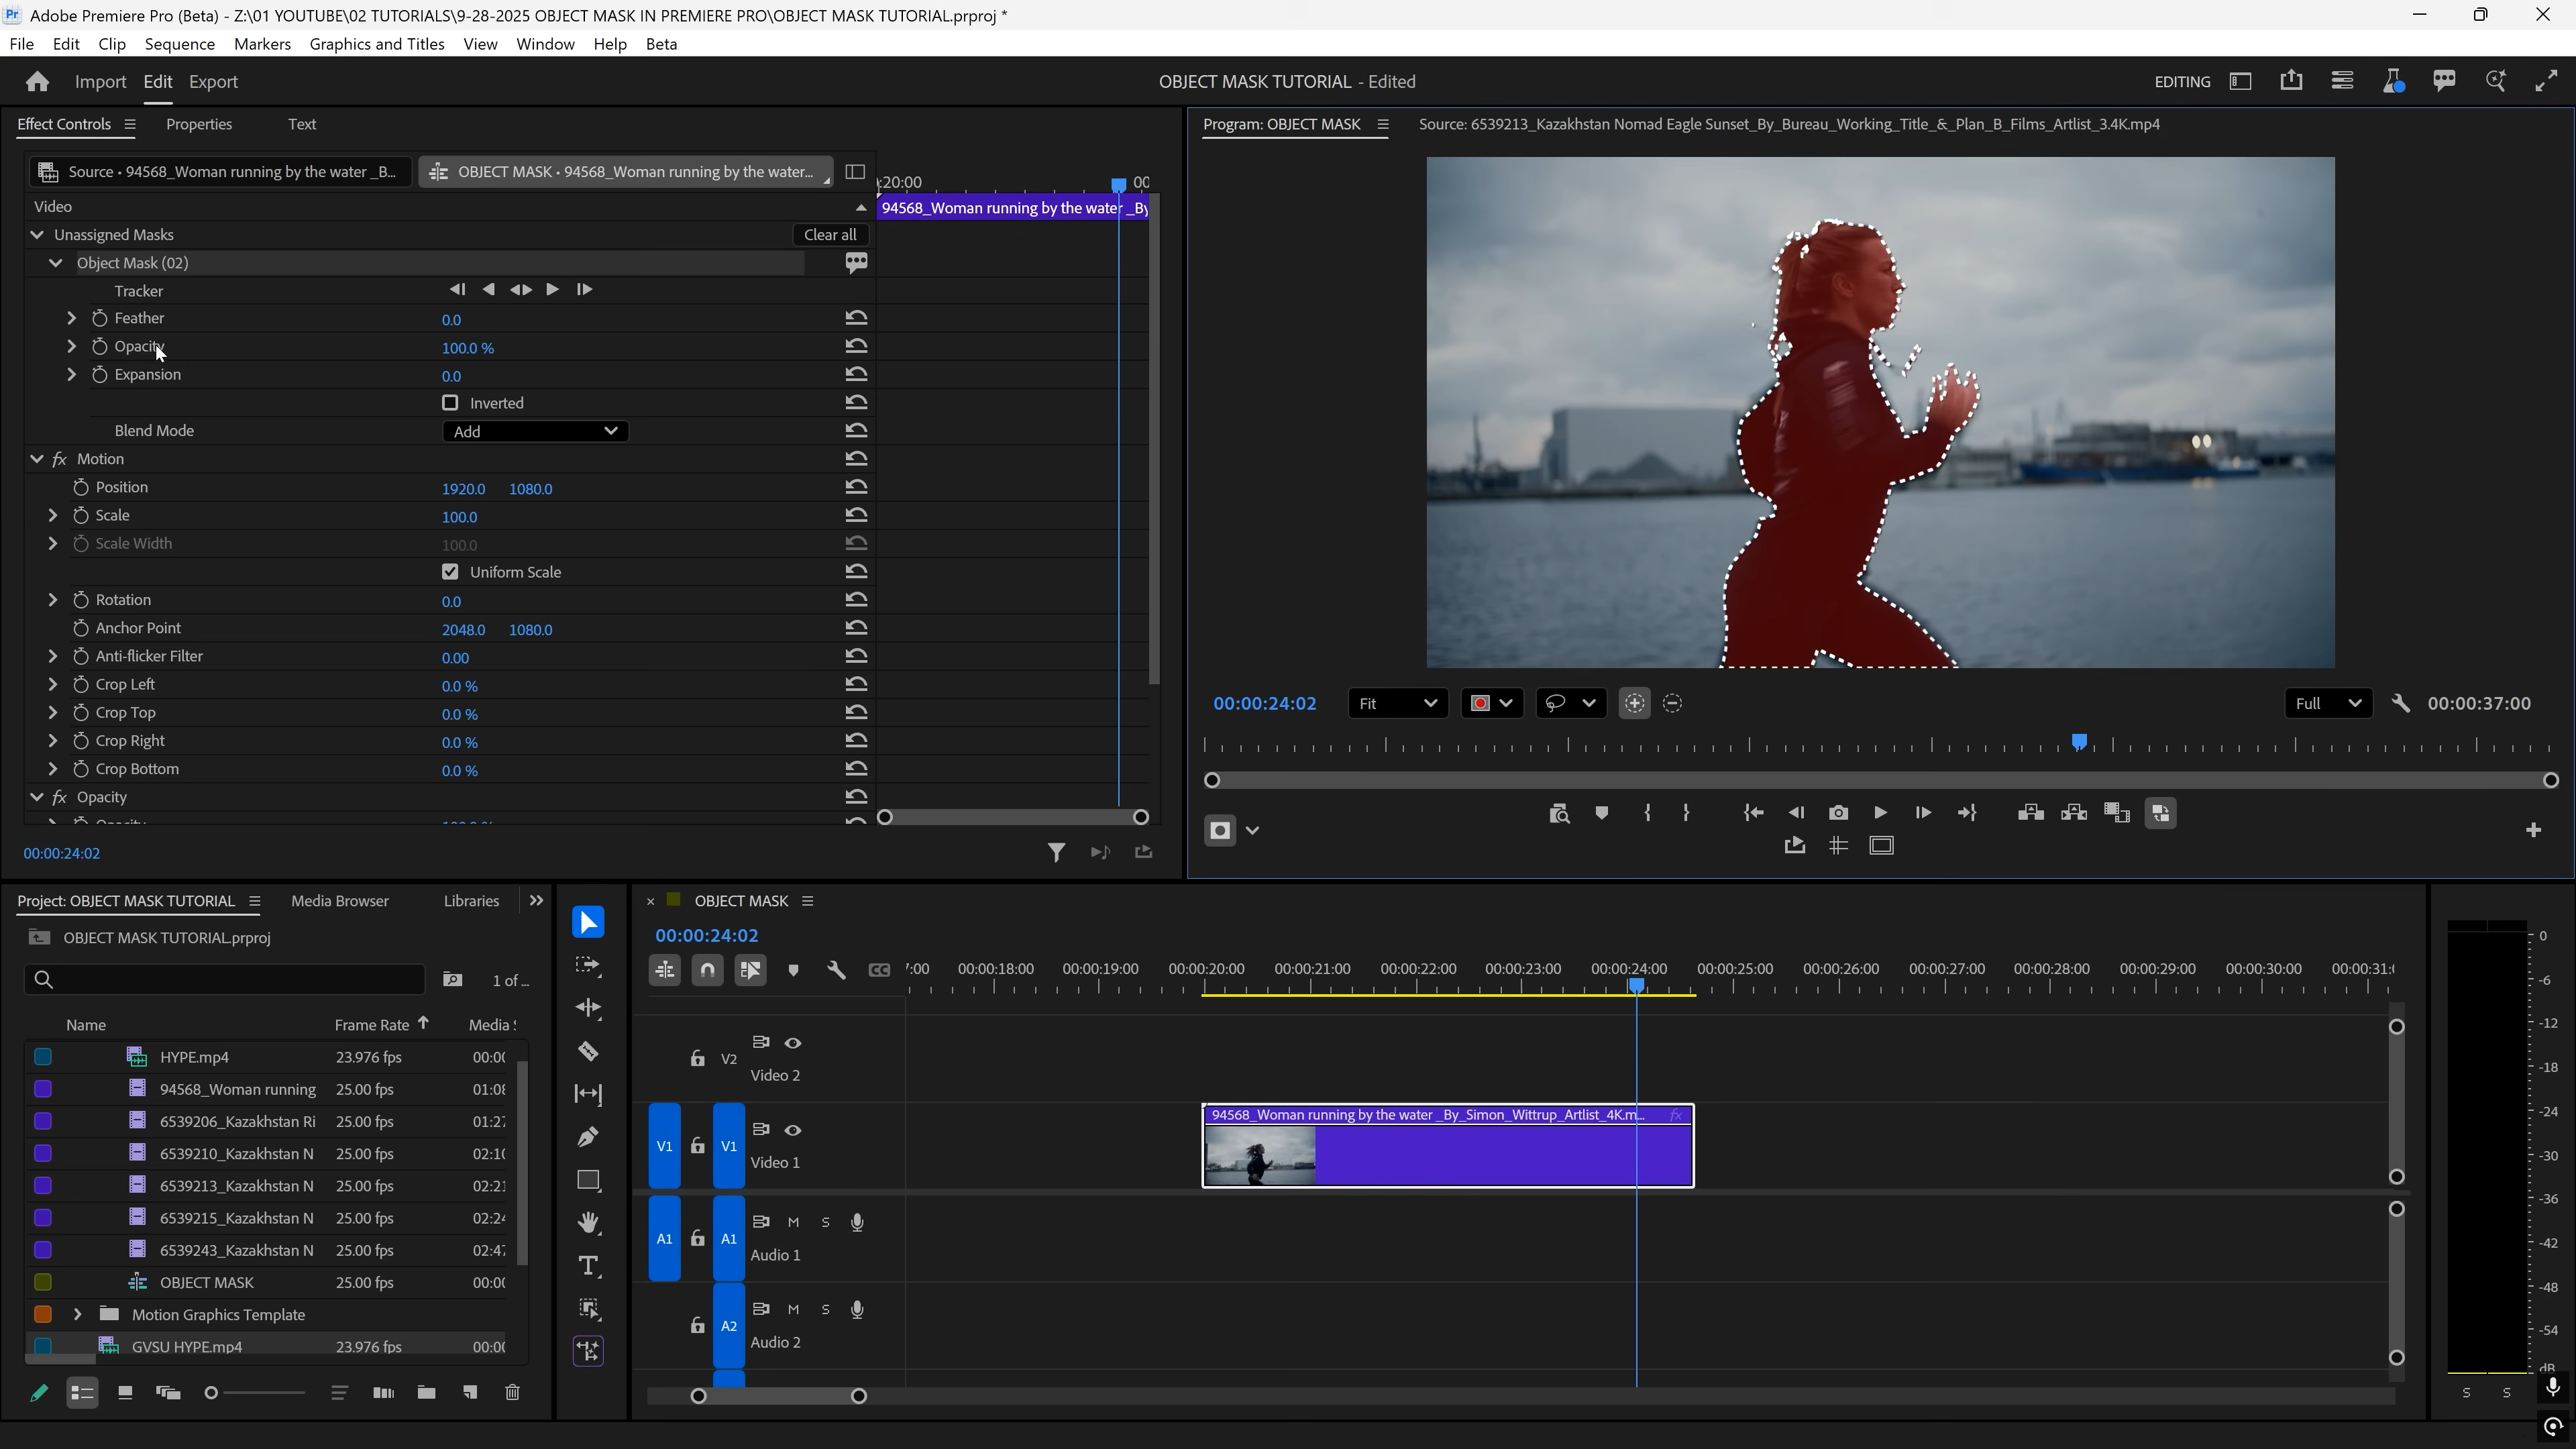 Adobe Premiere Pro (Beta) - Z:\01 YOUTUBE\02 TUTORIALS\9-28-2025 OBJECT MASK IN PREMIERE PRO\OBJECT MASK TUTORIAL.prproj *
File Edit Clip Sequence Markers Graphics and Titles View Window Help Beta
Import Edit Export
OBJECT MASK TUTORIAL - Edited
EDITING
Effect Controls Properties Text
Source • 94568_Woman running by the water _B...
OBJECT MASK • 94568_Woman running by the water...
:20:00 00
Video
94568_Woman running by the water _By
Unassigned Masks Clear all
Object Mask (02)
Tracker
Feather 0.0
Opacity 100.0 %
Expansion 0.0
Inverted
Blend Mode Add
fx Motion
Position 1920.0 1080.0
Scale 100.0
Scale Width 100.0
Uniform Scale
Rotation 0.0
Anchor Point 2048.0 1080.0
Anti-flicker Filter 0.00
Crop Left 0.0 %
Crop Top 0.0 %
Crop Right 0.0 %
Crop Bottom 0.0 %
fx Opacity
00:00:24:02
Program: OBJECT MASK
Source: 6539213_Kazakhstan Nomad Eagle Sunset_By_Bureau_Working_Title_&_Plan_B_Films_Artlist_3.4K.mp4
00:00:24:02 Fit Full 00:00:37:00
Project: OBJECT MASK TUTORIAL Media Browser Libraries
OBJECT MASK TUTORIAL.prproj
1 of ...
Name Frame Rate Media
HYPE.mp4 23.976 fps 00:00
94568_Woman running 25.00 fps 01:08
6539206_Kazakhstan Ri 25.00 fps 01:27
6539210_Kazakhstan N 25.00 fps 02:10
6539213_Kazakhstan N 25.00 fps 02:21
6539215_Kazakhstan N 25.00 fps 02:24
6539243_Kazakhstan N 25.00 fps 02:47
OBJECT MASK 25.00 fps 00:00
Motion Graphics Template
GVSU HYPE.mp4 23.976 fps 00:00
× OBJECT MASK
00:00:24:02
CC
7:00 00:00:18:00 00:00:19:00 00:00:20:00 00:00:21:00 00:00:22:00 00:00:23:00 00:00:24:00 00:00:25:00 00:00:26:00 00:00:27:00 00:00:28:00 00:00:29:00 00:00:30:00 00:00:31:
V2 Video 2
V1 V1 Video 1
94568_Woman running by the water _By_Simon_Wittrup_Artlist_4K.m... fx
A1 A1 M S Audio 1
A2 M S Audio 2
0
-6
-12
-18
-24
-30
-36
-42
-48
-54
dB
S S